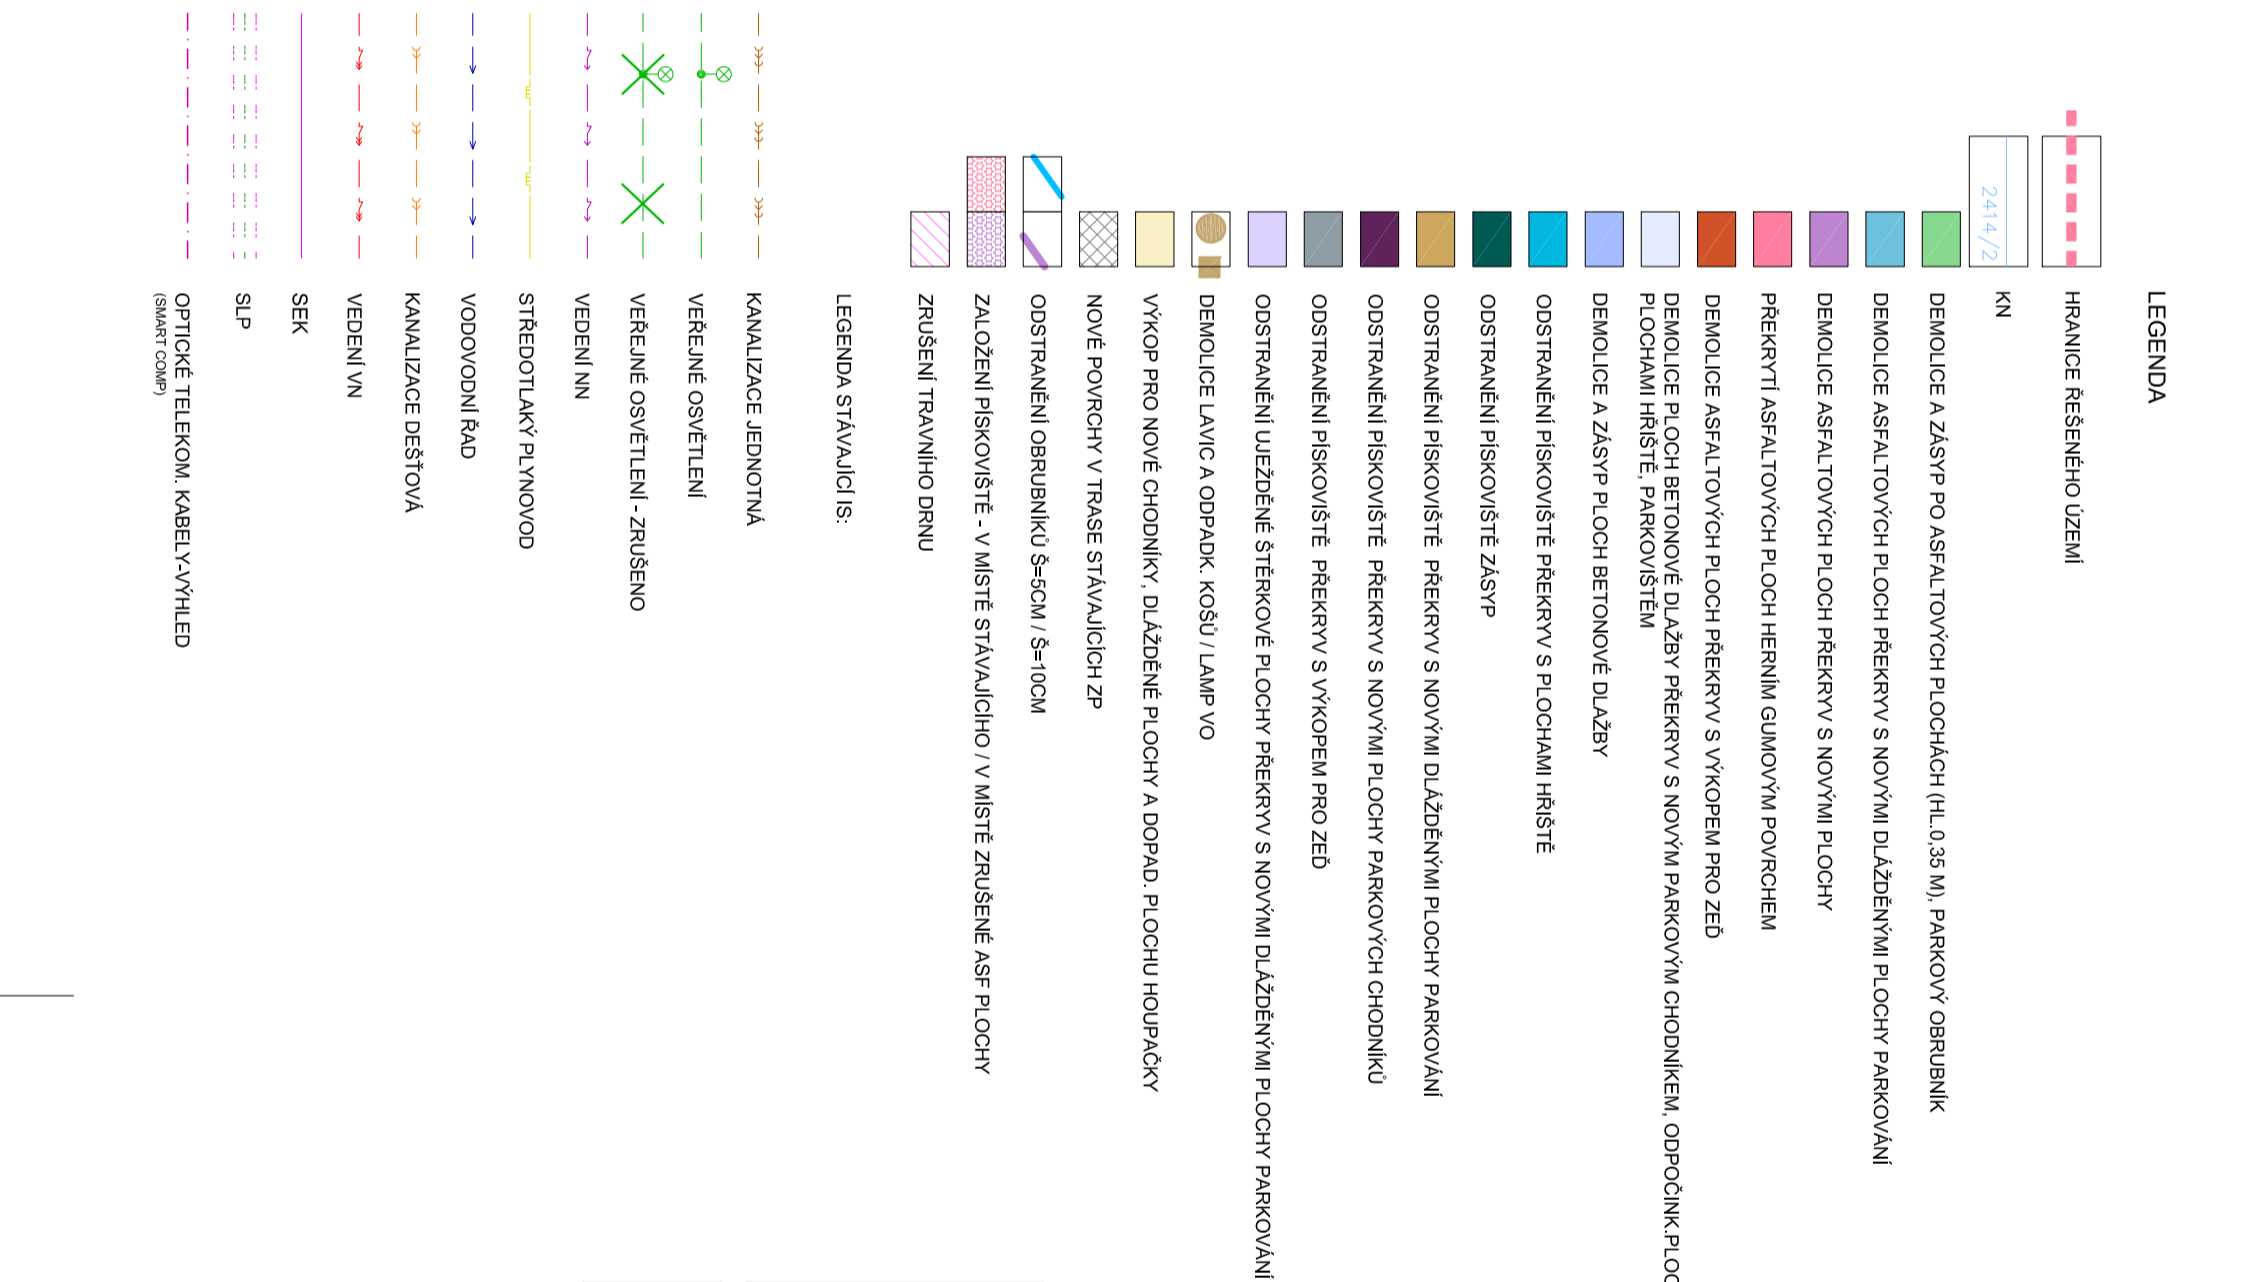 LEGENDA
HRANICE ŘEŠENÉHO ÚZEMÍ
2414/2
KN
DEMOLICE A ZÁSYP PO ASFALTOVÝCH PLOCHÁCH (HL.0,35 M), PARKOVÝ OBRUBNÍK
DEMOLICE ASFALTOVÝCH PLOCH PŘEKRYV S NOVÝMI DLÁŽDĚNÝMI PLOCHY PARKOVÁNÍ
DEMOLICE ASFALTOVÝCH PLOCH PŘEKRYV S NOVÝMI PLOCHY
PŘEKRYTÍ ASFALTOVÝCH PLOCH HERNÍM GUMOVÝM POVRCHEM
DEMOLICE ASFALTOVÝCH PLOCH PŘEKRYV S VÝKOPEM PRO ZEĎ
DEMOLICE PLOCH BETONOVÉ DLAŽBY PŘEKRYV S NOVÝM PARKOVÝM CHODNÍKEM, ODPOČINK.PLOC
PLOCHAMI HŘIŠTĚ, PARKOVIŠTĚM
DEMOLICE A ZÁSYP PLOCH BETONOVÉ DLAŽBY
ODSTRANĚNÍ PÍSKOVIŠTĚ PŘEKRYV S PLOCHAMI HŘIŠTĚ
ODSTRANĚNÍ PÍSKOVIŠTĚ ZÁSYP
ODSTRANĚNÍ PÍSKOVIŠTĚ PŘEKRYV S NOVÝMI DLÁŽDĚNÝMI PLOCHY PARKOVÁNÍ
ODSTRANĚNÍ PÍSKOVIŠTĚ PŘEKRYV S NOVÝMI PLOCHY PARKOVÝCH CHODNÍKŮ
ODSTRANĚNÍ PÍSKOVIŠTĚ PŘEKRYV S VÝKOPEM PRO ZEĎ
ODSTRANĚNÍ UJEŽDĚNÉ ŠTĚRKOVÉ PLOCHY PŘEKRYV S NOVÝMI DLÁŽDĚNÝMI PLOCHY PARKOVÁNÍ
DEMOLICE LAVIC A ODPADK. KOŠŮ / LAMP VO
VÝKOP PRO NOVÉ CHODNÍKY, DLÁŽDĚNÉ PLOCHY A DOPAD. PLOCHU HOUPAČKY
NOVÉ POVRCHY V TRASE STÁVAJÍCÍCH ZP
ODSTRANĚNÍ OBRUBNÍKŮ Š=5CM / Š=10CM
ZALOŽENÍ PÍSKOVIŠTĚ - V MÍSTĚ STÁVAJÍCÍHO / V MÍSTĚ ZRUŠENÉ ASF PLOCHY
ZRUŠENÍ TRAVNÍHO DRNU
LEGENDA STÁVAJÍCÍ IS:
KANALIZACE JEDNOTNÁ
VEŘEJNÉ OSVĚTLENÍ
VEŘEJNÉ OSVĚTLENÍ - ZRUŠENO
VEDENÍ NN
STŘEDOTLAKÝ PLYNOVOD
VODOVODNÍ ŘAD
KANALIZACE DEŠŤOVÁ
VEDENÍ VN
SEK
SLP
OPTICKÉ TELEKOM. KABELY-VÝHLED
(SMART COMP)